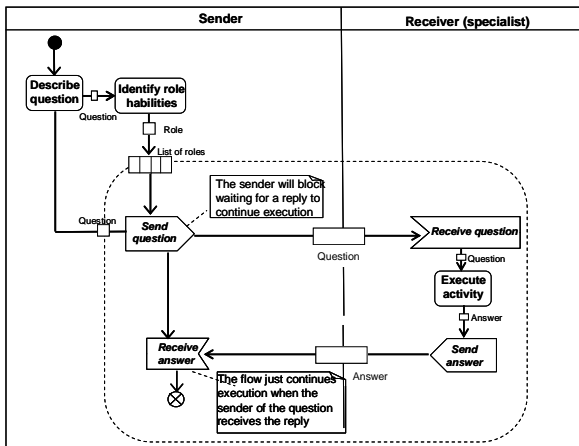 Sender
Receiver (specialist)
Describe
question
Question
Identify role
habilities
Role
List of roles
The sender will block
waiting for a reply to
continue execution
Question
Send
question
Question
Receive question
Question
Execute
activity
Answer
Send
answer
Answer
Receive
answer
The flow just continues
execution when the
sender of the question
receives the reply